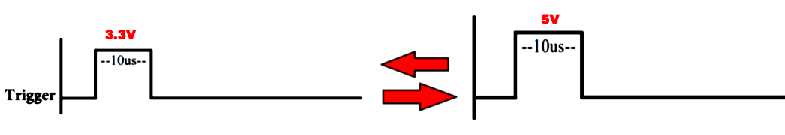 3.3V
--10us--
Trigger
5V
--10us--